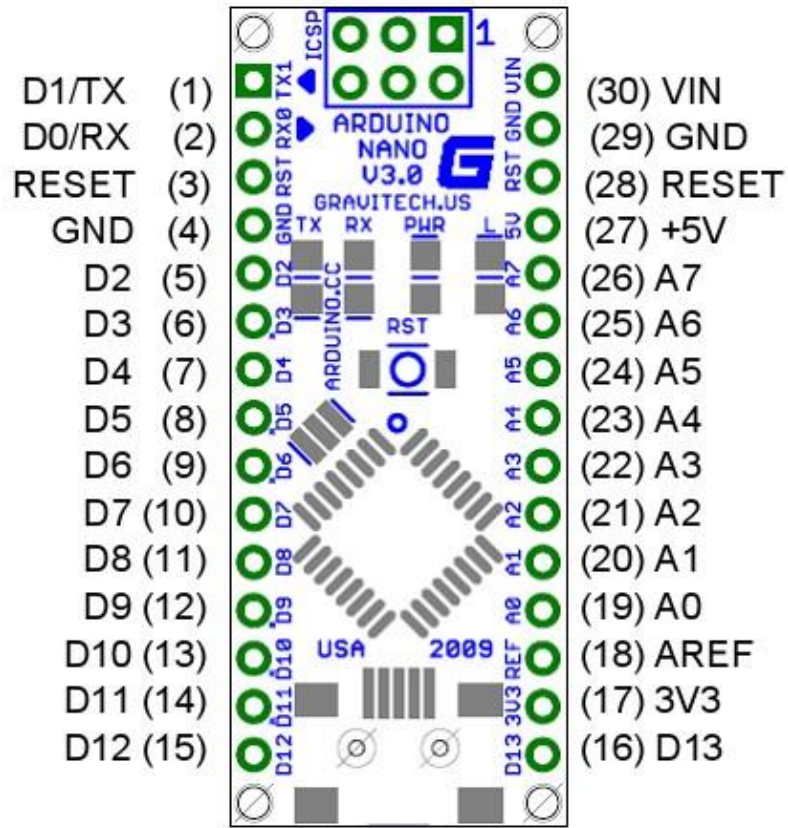 D1/TX (1)
D0/RX (2)
RESET (3)
GND (4)
D2 (5)
D3 (6)
D4 (7)
D5 (8)
D6 (9)
D7 (10)
D8 (11)
D9 (12)
D10 (13)
D11 (14)
D12 (15)
ICSP
1
TX1
RX0
RST
GND
D2
D3
D4
D5
D6
D7
D8
D9
D10
D11
D12
ARDUINO
NANO
V3.0
G
GRAVITECH.US
TX RX PWR L
ARDUINO.CC
RST
USA 2009
VIN
GND
RST
5V
A7
A6
A5
A4
A3
A2
A1
A0
REF
3V3
D13
(30) VIN
(29) GND
(28) RESET
(27) +5V
(26) A7
(25) A6
(24) A5
(23) A4
(22) A3
(21) A2
(20) A1
(19) A0
(18) AREF
(17) 3V3
(16) D13